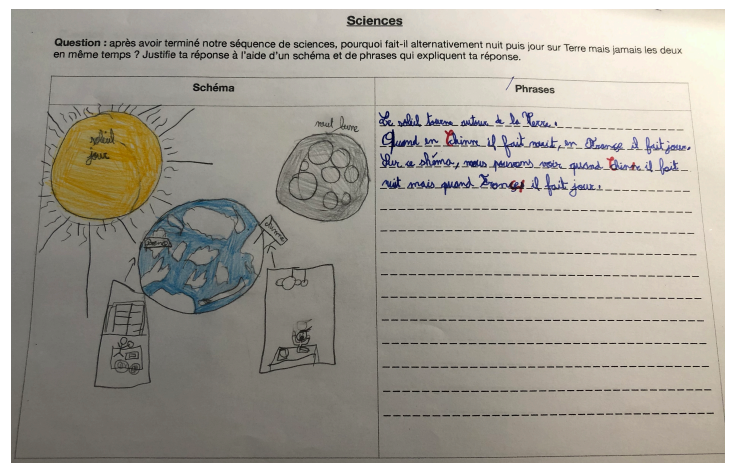 Sciences
Question : après avoir terminé notre séquence de sciences, pourquoi fait-il alternativement nuit puis jour sur Terre mais jamais les deux
en même temps ? Justifie ta réponse à l'aide d'un schéma et de phrases qui expliquent ta réponse.
Schéma
Phrases
soleil
jour
nuit lune
Le soleil tourne autour de la Terre.
Quand en Chinn il fait nuit, en France il fait jour.
Sur ce shéma, nous pouvons voir quand Chinn il fait
nuit mais quand France il fait jour.